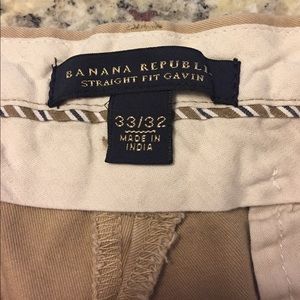 BANANA REPUBLIC
STRAIGHT FIT GAVIN
33/32
MADE IN
INDIA